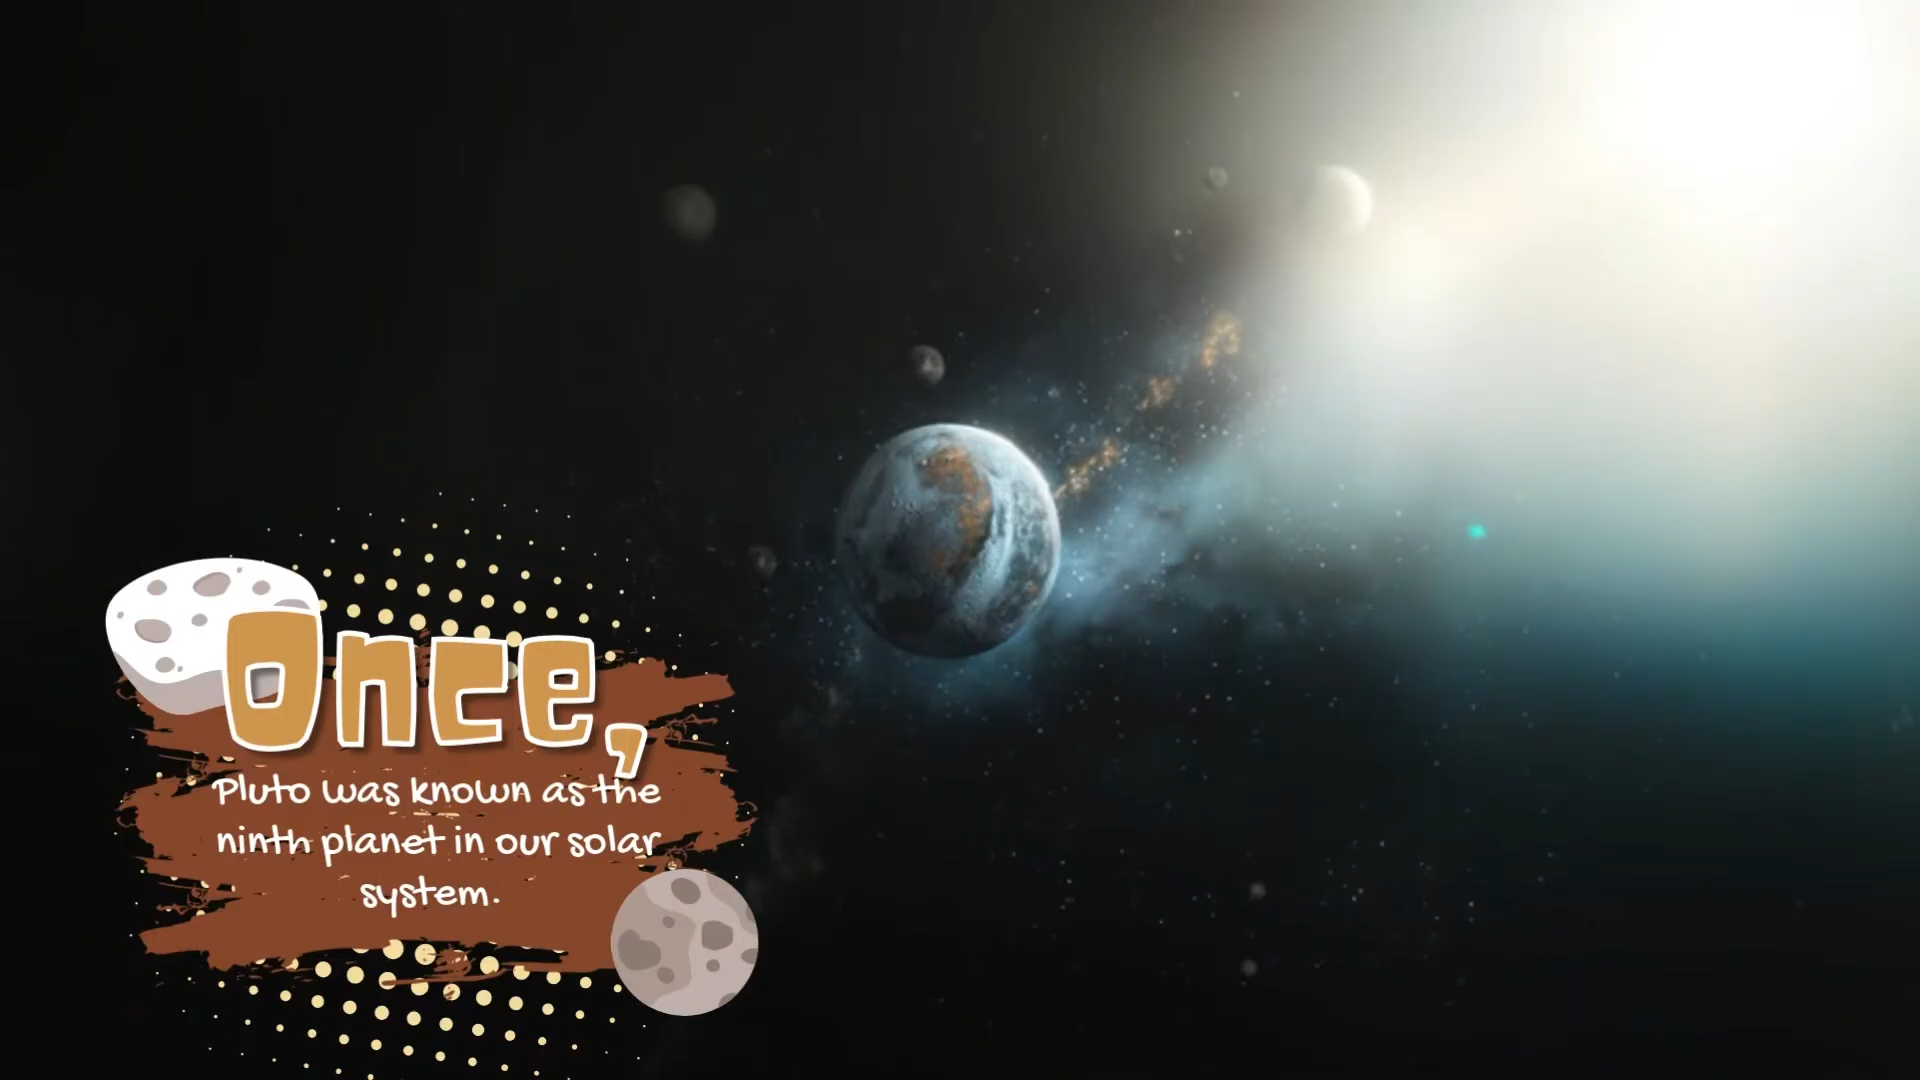 Once,
Pluto was known as the
ninth planet in our solar
system.